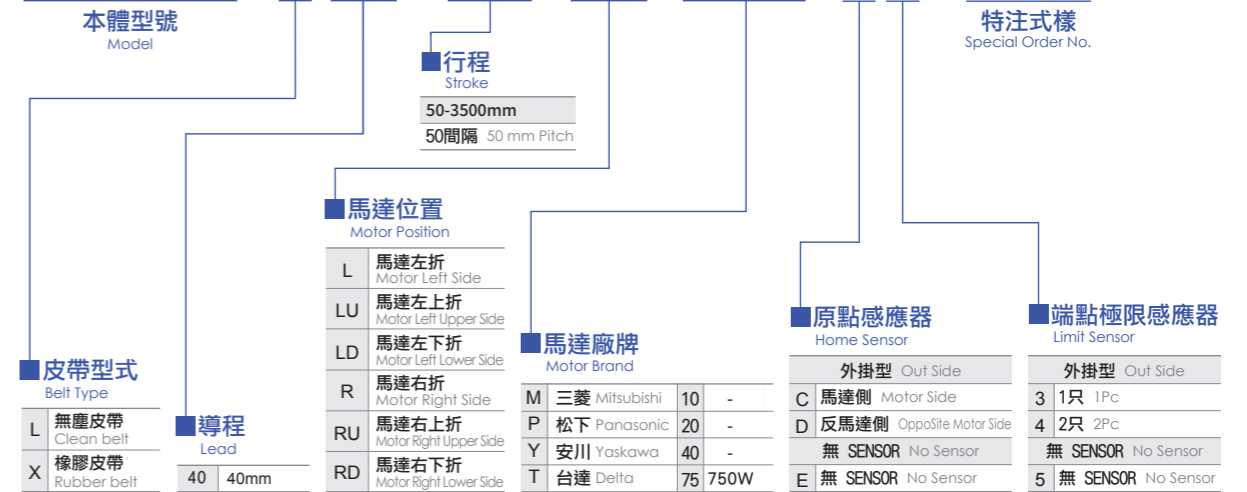 本體型號
Model
特注式樣
Special Order No.
■行程
Stroke
50-3500mm
50間隔 50 mm Pitch
■馬達位置
Motor Position
L 馬達左折
Motor Left Side
LU 馬達左上折
Motor Left Upper Side
LD 馬達左下折
Motor Left Lower Side
R 馬達右折
Motor Right Side
RU 馬達右上折
Motor Right Upper Side
RD 馬達右下折
Motor Right Lower Side
■皮帶型式
Belt Type
L 無塵皮帶
Clean belt
X 橡膠皮帶
Rubber belt
■導程
Lead
40 40mm
■馬達廠牌
Motor Brand
M 三菱 Mitsubishi 10 -
P 松下 Panasonic 20 -
Y 安川 Yaskawa 40 -
T 台達 Delta 75 750W
■原點感應器
Home Sensor
外掛型 Out Side
C 馬達側 Motor Side
D 反馬達側 OppoSite Motor Side
無 SENSOR No Sensor
E 無 SENSOR No Sensor
■端點極限感應器
Limit Sensor
外掛型 Out Side
3 1只 1Pc
4 2只 2Pc
無 SENSOR No Sensor
5 無 SENSOR No Sensor